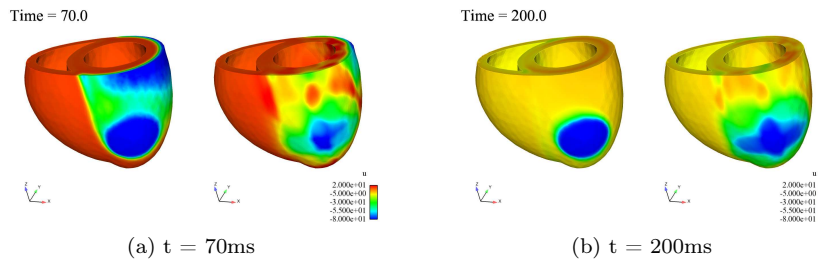 Time = 70.0
Time = 200.0
z
Y
x
z
Y
x
u
2.000e+01
-5.000e+00
-3.000e+01
-5.500e+01
-8.000e+01
z
Y
x
z
Y
x
u
2.000e+01
-5.000e+00
-3.000e+01
-5.500e+01
-8.000e+01
(a) t = 70ms
(b) t = 200ms